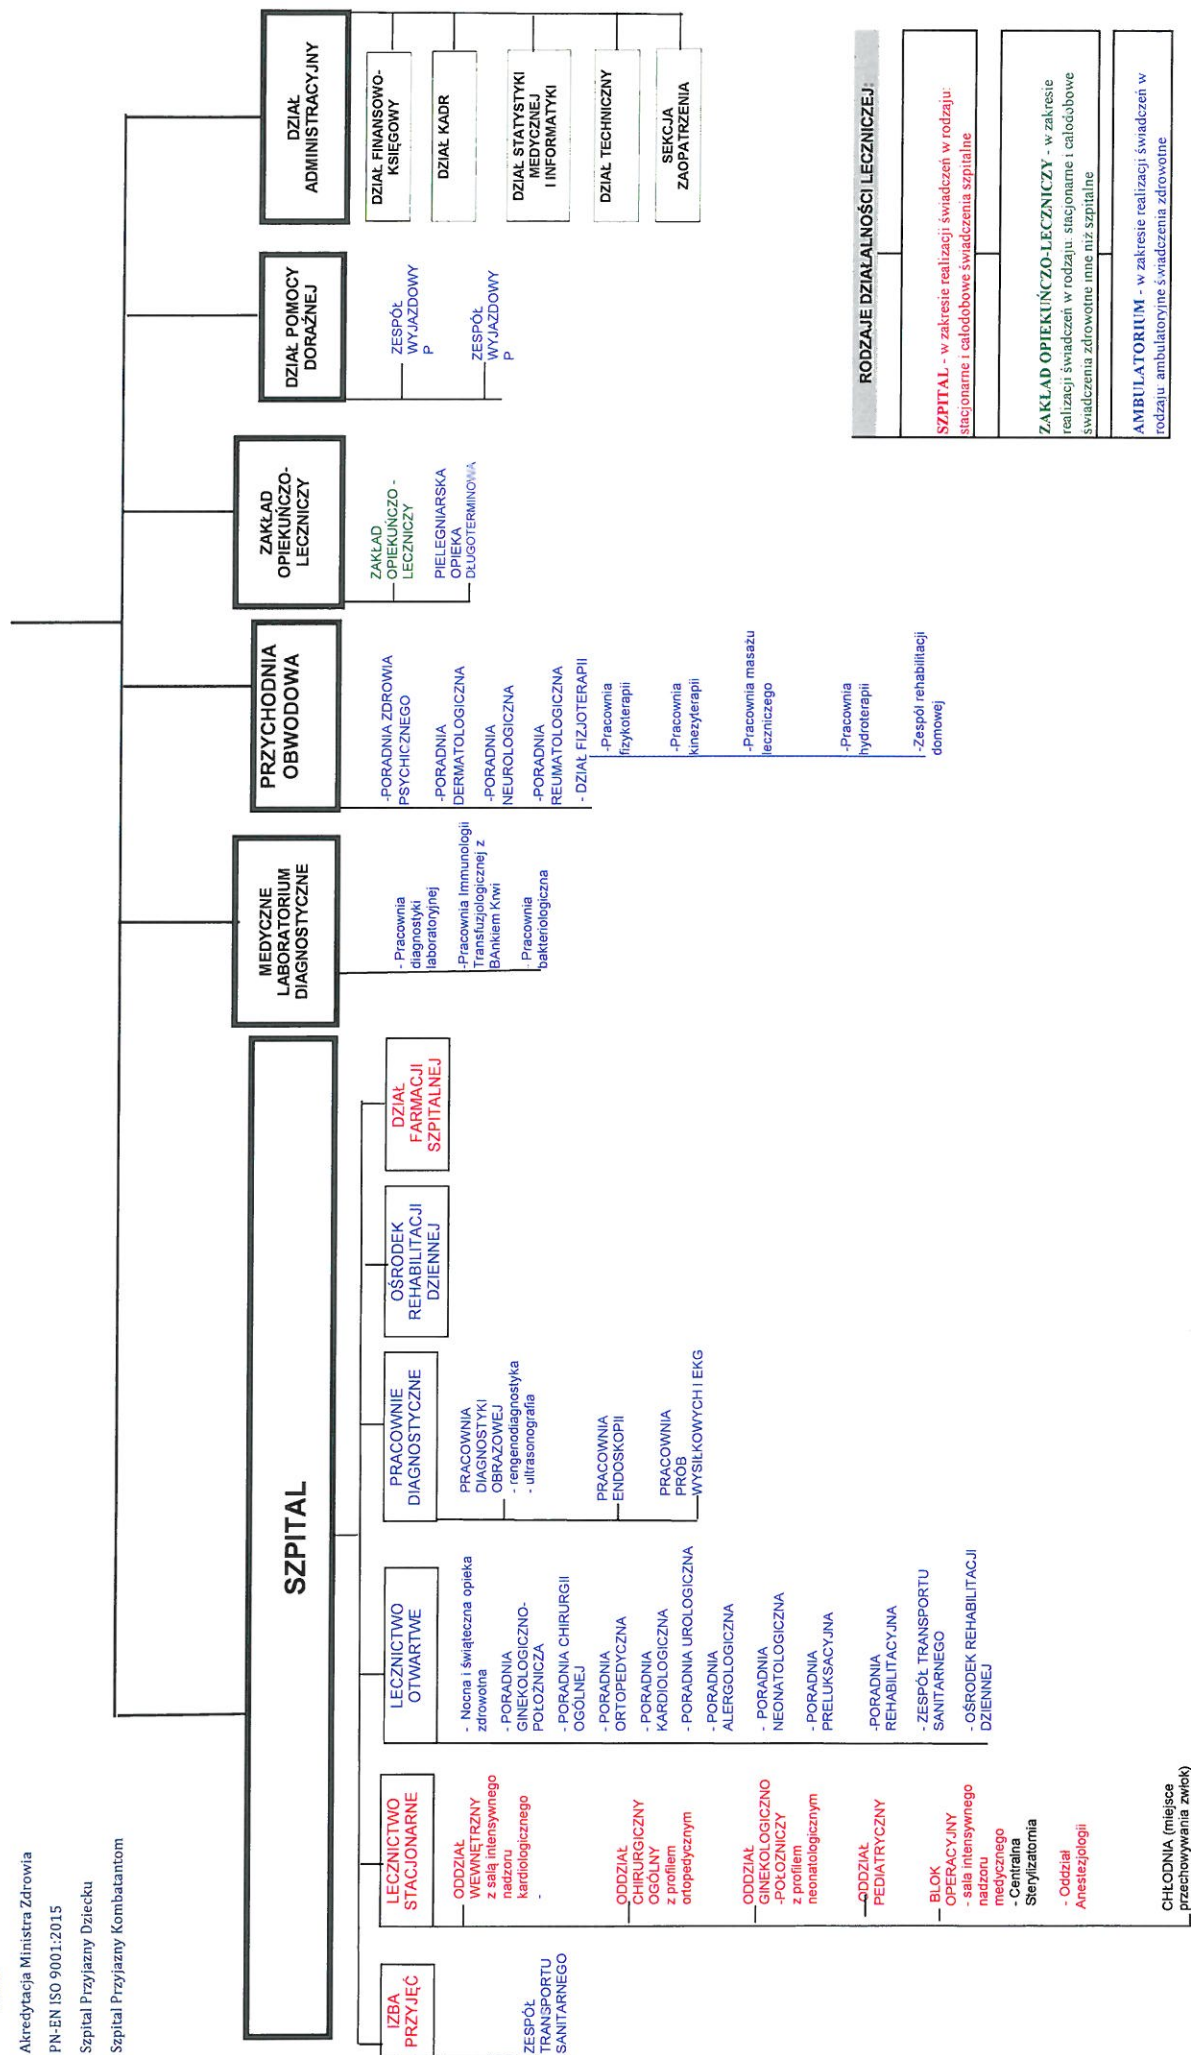 Akredytacja Ministra Zdrowia
PN-EN ISO 9001:2015
Szpital Przyjazny Dziecku
Szpital Przyjazny Kombatantom
SZPITAL
IZBA
PRZYJĘĆ
ZESPÓŁ
TRANSPORTU
SANITARNEGO
LECZNICTWO
STACJONARNE
ODDZIAŁ
WEWNĘTRZNY
z salą intensywnego
nadzoru
kardiologicznego
-
ODDZIAŁ
CHIRURGICZNY
OGÓLNY
z profilem
ortopedycznym
ODDZIAŁ
GINEKOLOGICZNO
-POŁOŻNICZY
z profilem
neonatologicznym
ODDZIAŁ
PEDIATRYCZNY
BLOK
OPERACYJNY
- sala intensywnego
nadzoru
medycznego
- Centralna
Sterylizatornia
- Oddział
Anestezjologii
CHŁODNIA (miejsce
przechowywania zwłok)
LECZNICTWO
OTWARTWE
- Nocna i świąteczna opieka
zdrowotna
- PORADNIA
GINEKOLOGICZNO-
POŁOŻNICZA
- PORADNIA CHIRURGII
OGÓLNEJ
- PORADNIA
ORTOPEDYCZNA
- PORADNIA
KARDIOLOGICZNA
- PORADNIA UROLOGICZNA
- PORADNIA
ALERGOLOGICZNA
- PORADNIA
NEONATOLOGICZNA
- PORADNIA
PRELUKSACYJNA
-PORADNIA
REHABILITACYJNA
- ZESPÓŁ TRANSPORTU
SANITARNEGO
- OŚRODEK REHABILITACJI
DZIENNEJ
PRACOWNIE
DIAGNOSTYCZNE
PRACOWNIA
DIAGNOSTYKI
OBRAZOWEJ
- rengenodiagnostyka
- ultrasonografia
PRACOWNIA
ENDOSKOPII
PRACOWNIA
PRÓB
WYSIŁKOWYCH I EKG
OŚRODEK
REHABILITACJI
DZIENNEJ
DZIAŁ
FARMACJI
SZPITALNEJ
MEDYCZNE
LABORATORIUM
DIAGNOSTYCZNE
- Pracownia
diagnostyki
laboratoryjnej
-Pracownia Immunologii
Transfuzjologicznej z
BAnkiem Krwi
- Pracownia
bakteriologiczna
PRZYCHODNIA
OBWODOWA
-PORADNIA ZDROWIA
PSYCHICZNEGO
-PORADNIA
DERMATOLOGICZNA
-PORADNIA
NEUROLOGICZNA
-PORADNIA
REUMATOLOGICZNA
- DZIAŁ FIZJOTERAPII
-Pracownia
fizykoterapii
-Pracownia
kinezyterapii
-Pracownia masażu
leczniczego
-Pracownia
hydroterapii
-Zespół rehabilitacji
domowej
ZAKŁAD
OPIEKUŃCZO-
LECZNICZY
ZAKŁAD
OPIEKUŃCZO -
LECZNICZY
PIELEGNIARSKA
OPIEKA
DŁUGOTERMINOWA
DZIAŁ POMOCY
DORAŹNEJ
ZESPÓŁ
WYJAZDOWY
P
ZESPÓŁ
WYJAZDOWY
P
DZIAŁ
ADMINISTRACYJNY
DZIAŁ FINANSOWO-
KSIĘGOWY
DZIAŁ KADR
DZIAŁ STATYSTYKI
MEDYCZNEJ
I INFORMATYKI
DZIAŁ TECHNICZNY
SEKCJA
ZAOPATRZENIA
RODZAJE DZIAŁALNOŚCI LECZNICZEJ:
SZPITAL - w zakresie realizacji świadczeń w rodzaju:
stacjonarne i całodobowe świadczenia szpitalne
ZAKŁAD OPIEKUŃCZO-LECZNICZY - w zakresie
realizacji świadczeń w rodzaju: stacjonarne i całodobowe
świadczenia zdrowotne inne niż szpitalne
AMBULATORIUM - w zakresie realizacji świadczeń w
rodzaju: ambulatoryjne świadczenia zdrowotne